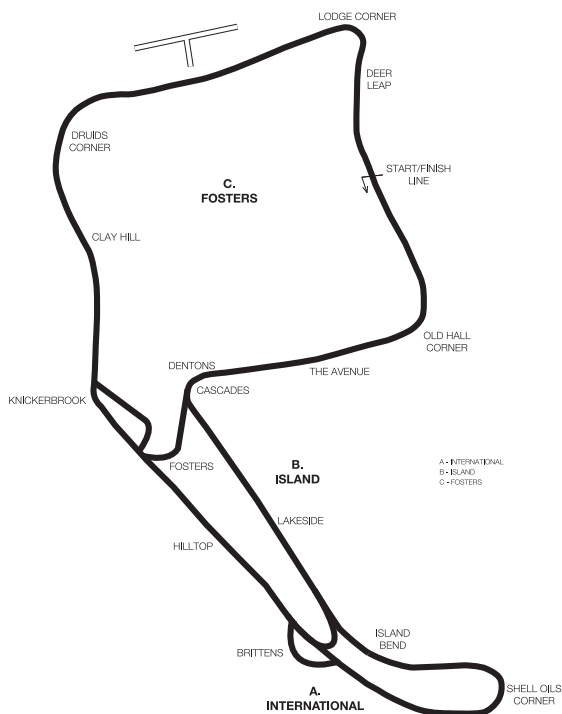 LODGE CORNER
DEER
LEAP
DRUIDS
CORNER
START/FINISH
LINE
C.
FOSTERS
CLAY HILL
OLD HALL
CORNER
DENTONS
THE AVENUE
CASCADES
KNICKERBROOK
FOSTERS
B.
ISLAND
A - INTERNATIONAL
B - ISLAND
C - FOSTERS
LAKESIDE
HILLTOP
ISLAND
BEND
BRITTENS
SHELL OILS
CORNER
A.
INTERNATIONAL